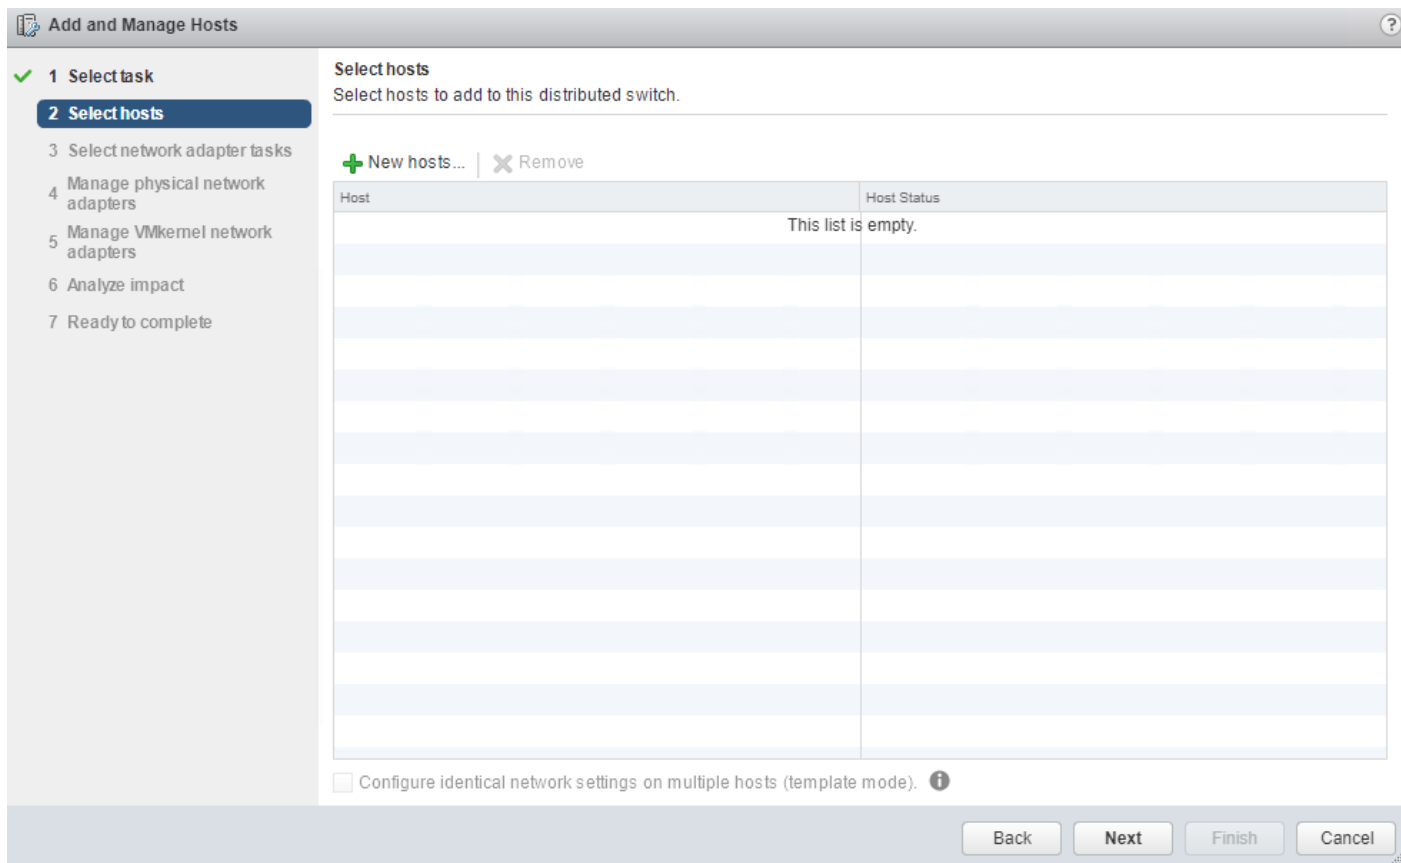 Add and Manage Hosts
?
1 Select task
2 Select hosts
3 Select network adapter tasks
4 Manage physical network
adapters
5 Manage VMkernel network
adapters
6 Analyze impact
7 Ready to complete
Select hosts
Select hosts to add to this distributed switch.
New hosts... Remove
Host Host Status
This list is empty.
Configure identical network settings on multiple hosts (template mode). i
Back Next Finish Cancel